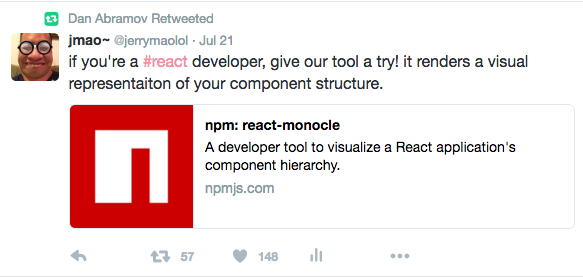 Dan Abramov Retweeted
jmao~ @jerrymaolol · Jul 21
if you're a #react developer, give our tool a try! it renders a visual
representaiton of your component structure.
npm: react-monocle
A developer tool to visualize a React application's
component hierarchy.
npmjs.com
57 148